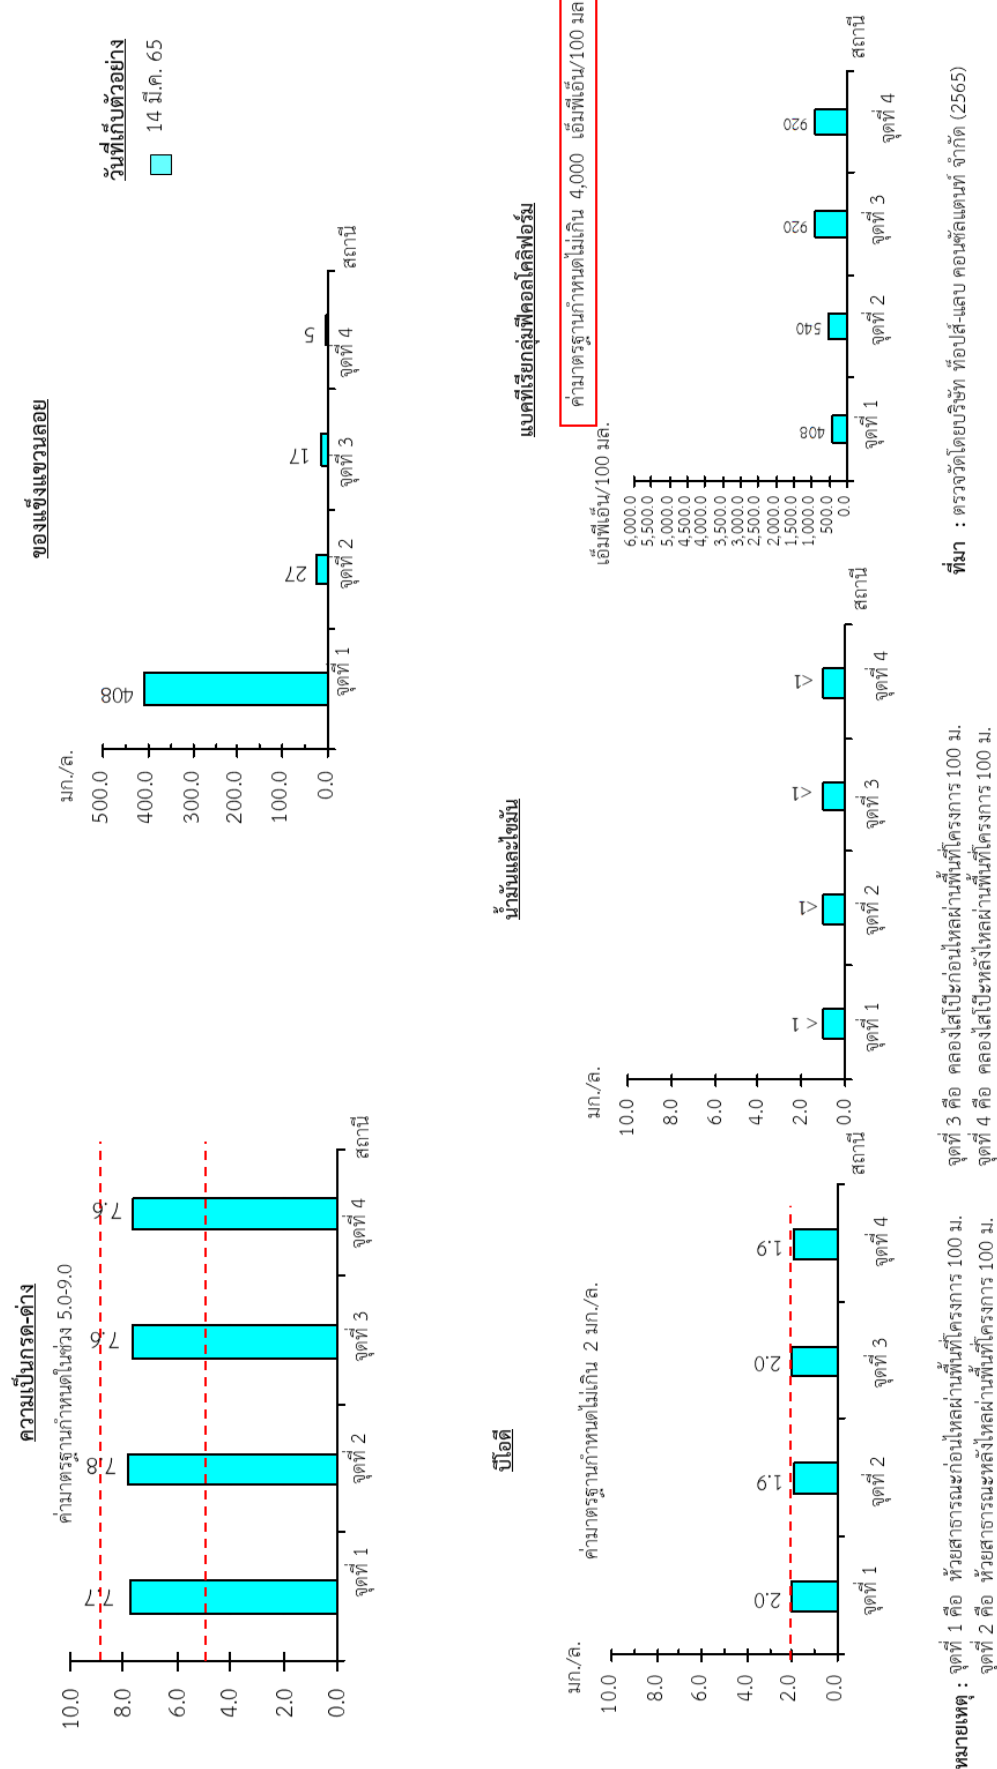 ความเป็นกรด-ด่าง
ค่ามาตรฐานกำหนดในช่วง 5.0-9.0
10.0
8.0
6.0
4.0
2.0
0.0
7.7
7.8
7.6
7.6
จุดที่ 1
จุดที่ 2
จุดที่ 3
จุดที่ 4
สถานี
ของแข็งแขวนลอย
มก./ล.
500.0
400.0
300.0
200.0
100.0
0.0
408
27
17
5
จุดที่ 1
จุดที่ 2
จุดที่ 3
จุดที่ 4
สถานี
วันที่เก็บตัวอย่าง
14 มี.ค. 65
บีโอดี
ค่ามาตรฐานกำหนดไม่เกิน 2 มก./ล.
มก./ล.
10.0
8.0
6.0
4.0
2.0
0.0
2.0
1.9
2.0
1.9
จุดที่ 1
จุดที่ 2
จุดที่ 3
จุดที่ 4
สถานี
น้ำมันและไขมัน
มก./ล.
10.0
8.0
6.0
4.0
2.0
0.0
< 1
<1
<1
<1
จุดที่ 1
จุดที่ 2
จุดที่ 3
จุดที่ 4
สถานี
แบคทีเรียกลุ่มฟีคอลโคลิฟอร์ม
ค่ามาตรฐานกำหนดไม่เกิน 4,000 เอ็มพีเอ็น/100 มล
เอ็มพีเอ็น/100 มล.
6,000.0
5,500.0
5,000.0
4,500.0
4,000.0
3,500.0
3,000.0
2,500.0
2,000.0
1,500.0
1,000.0
500.0
0.0
408
540
920
920
จุดที่ 1
จุดที่ 2
จุดที่ 3
จุดที่ 4
สถานี
หมายเหตุ : จุดที่ 1 คือ ห้วยสาธารณะก่อนไหลผ่านพื้นที่โครงการ 100 ม. จุดที่ 3 คือ คลองไสโป๊ะก่อนไหลผ่านพื้นที่โครงการ 100 ม. ที่มา : ตรวจวัดโดยบริษัท ท็อปส์-แลบ คอนซัลแตนท์ จำกัด (2565)
จุดที่ 2 คือ ห้วยสาธารณะหลังไหลผ่านพื้นที่โครงการ 100 ม. จุดที่ 4 คือ คลองไสโป๊ะหลังไหลผ่านพื้นที่โครงการ 100 ม.